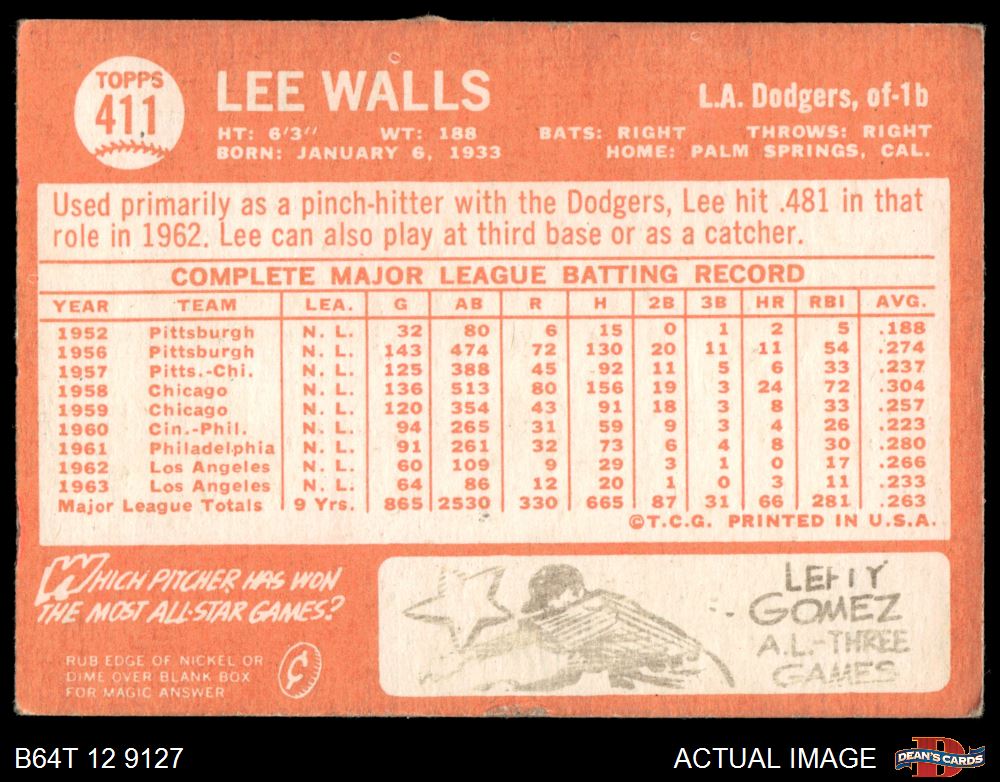 TOPPS
411
LEE WALLS
L.A. Dodgers, of-1b
HT: 6'3" WT: 188 BATS: RIGHT THROWS: RIGHT
BORN: JANUARY 6, 1933 HOME: PALM SPRINGS, CAL.
Used primarily as a pinch-hitter with the Dodgers, Lee hit .481 in that
role in 1962. Lee can also play at third base or as a catcher.
COMPLETE MAJOR LEAGUE BATTING RECORD
YEAR TEAM LEA. G AB R H 2B 3B HR RBI AVG.
1952 Pittsburgh N. L. 32 80 6 15 0 1 2 5 .188
1956 Pittsburgh N. L. 143 474 72 130 20 11 11 54 .274
1957 Pitts.-Chi. N. L. 125 388 45 92 11 5 6 33 .237
1958 Chicago N. L. 136 513 80 156 19 3 24 72 .304
1959 Chicago N. L. 120 354 43 91 18 3 8 33 .257
1960 Cin.-Phil. N. L. 94 265 31 59 9 3 4 26 .223
1961 Philadelphia N. L. 91 261 32 73 6 4 8 30 .280
1962 Los Angeles N. L. 60 109 9 29 3 1 0 17 .266
1963 Los Angeles N. L. 64 86 12 20 1 0 3 11 .233
Major League Totals 9 Yrs. 865 2530 330 665 87 31 66 281 .263
©T.C.G. PRINTED IN U.S.A.
WHICH PITCHER HAS WON
THE MOST ALL-STAR GAMES?
RUB EDGE OF NICKEL OR
DIME OVER BLANK BOX
FOR MAGIC ANSWER
LEFTY
GOMEZ
A.L.-THREE
GAMES
B64T 12 9127
ACTUAL IMAGE
D
DEAN'S CARDS